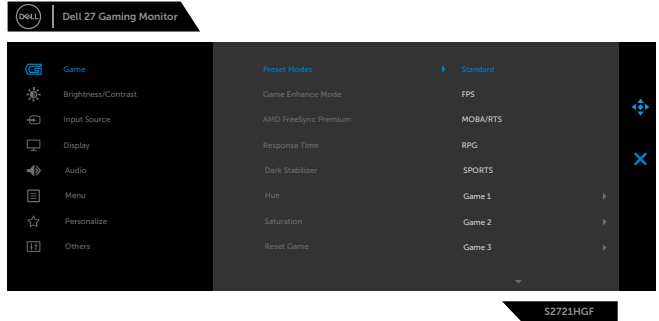 DELL
Dell 27 Gaming Monitor
Game
Preset Modes
Standard
Brightness/Contrast
Game Enhance Mode
FPS
Input Source
AMD FreeSync Premium
MOBA/RTS
Display
Response Time
RPG
Audio
Dark Stabilizer
SPORTS
Menu
Hue
Game 1
Personalize
Saturation
Game 2
Others
Reset Game
Game 3
S2721HGF